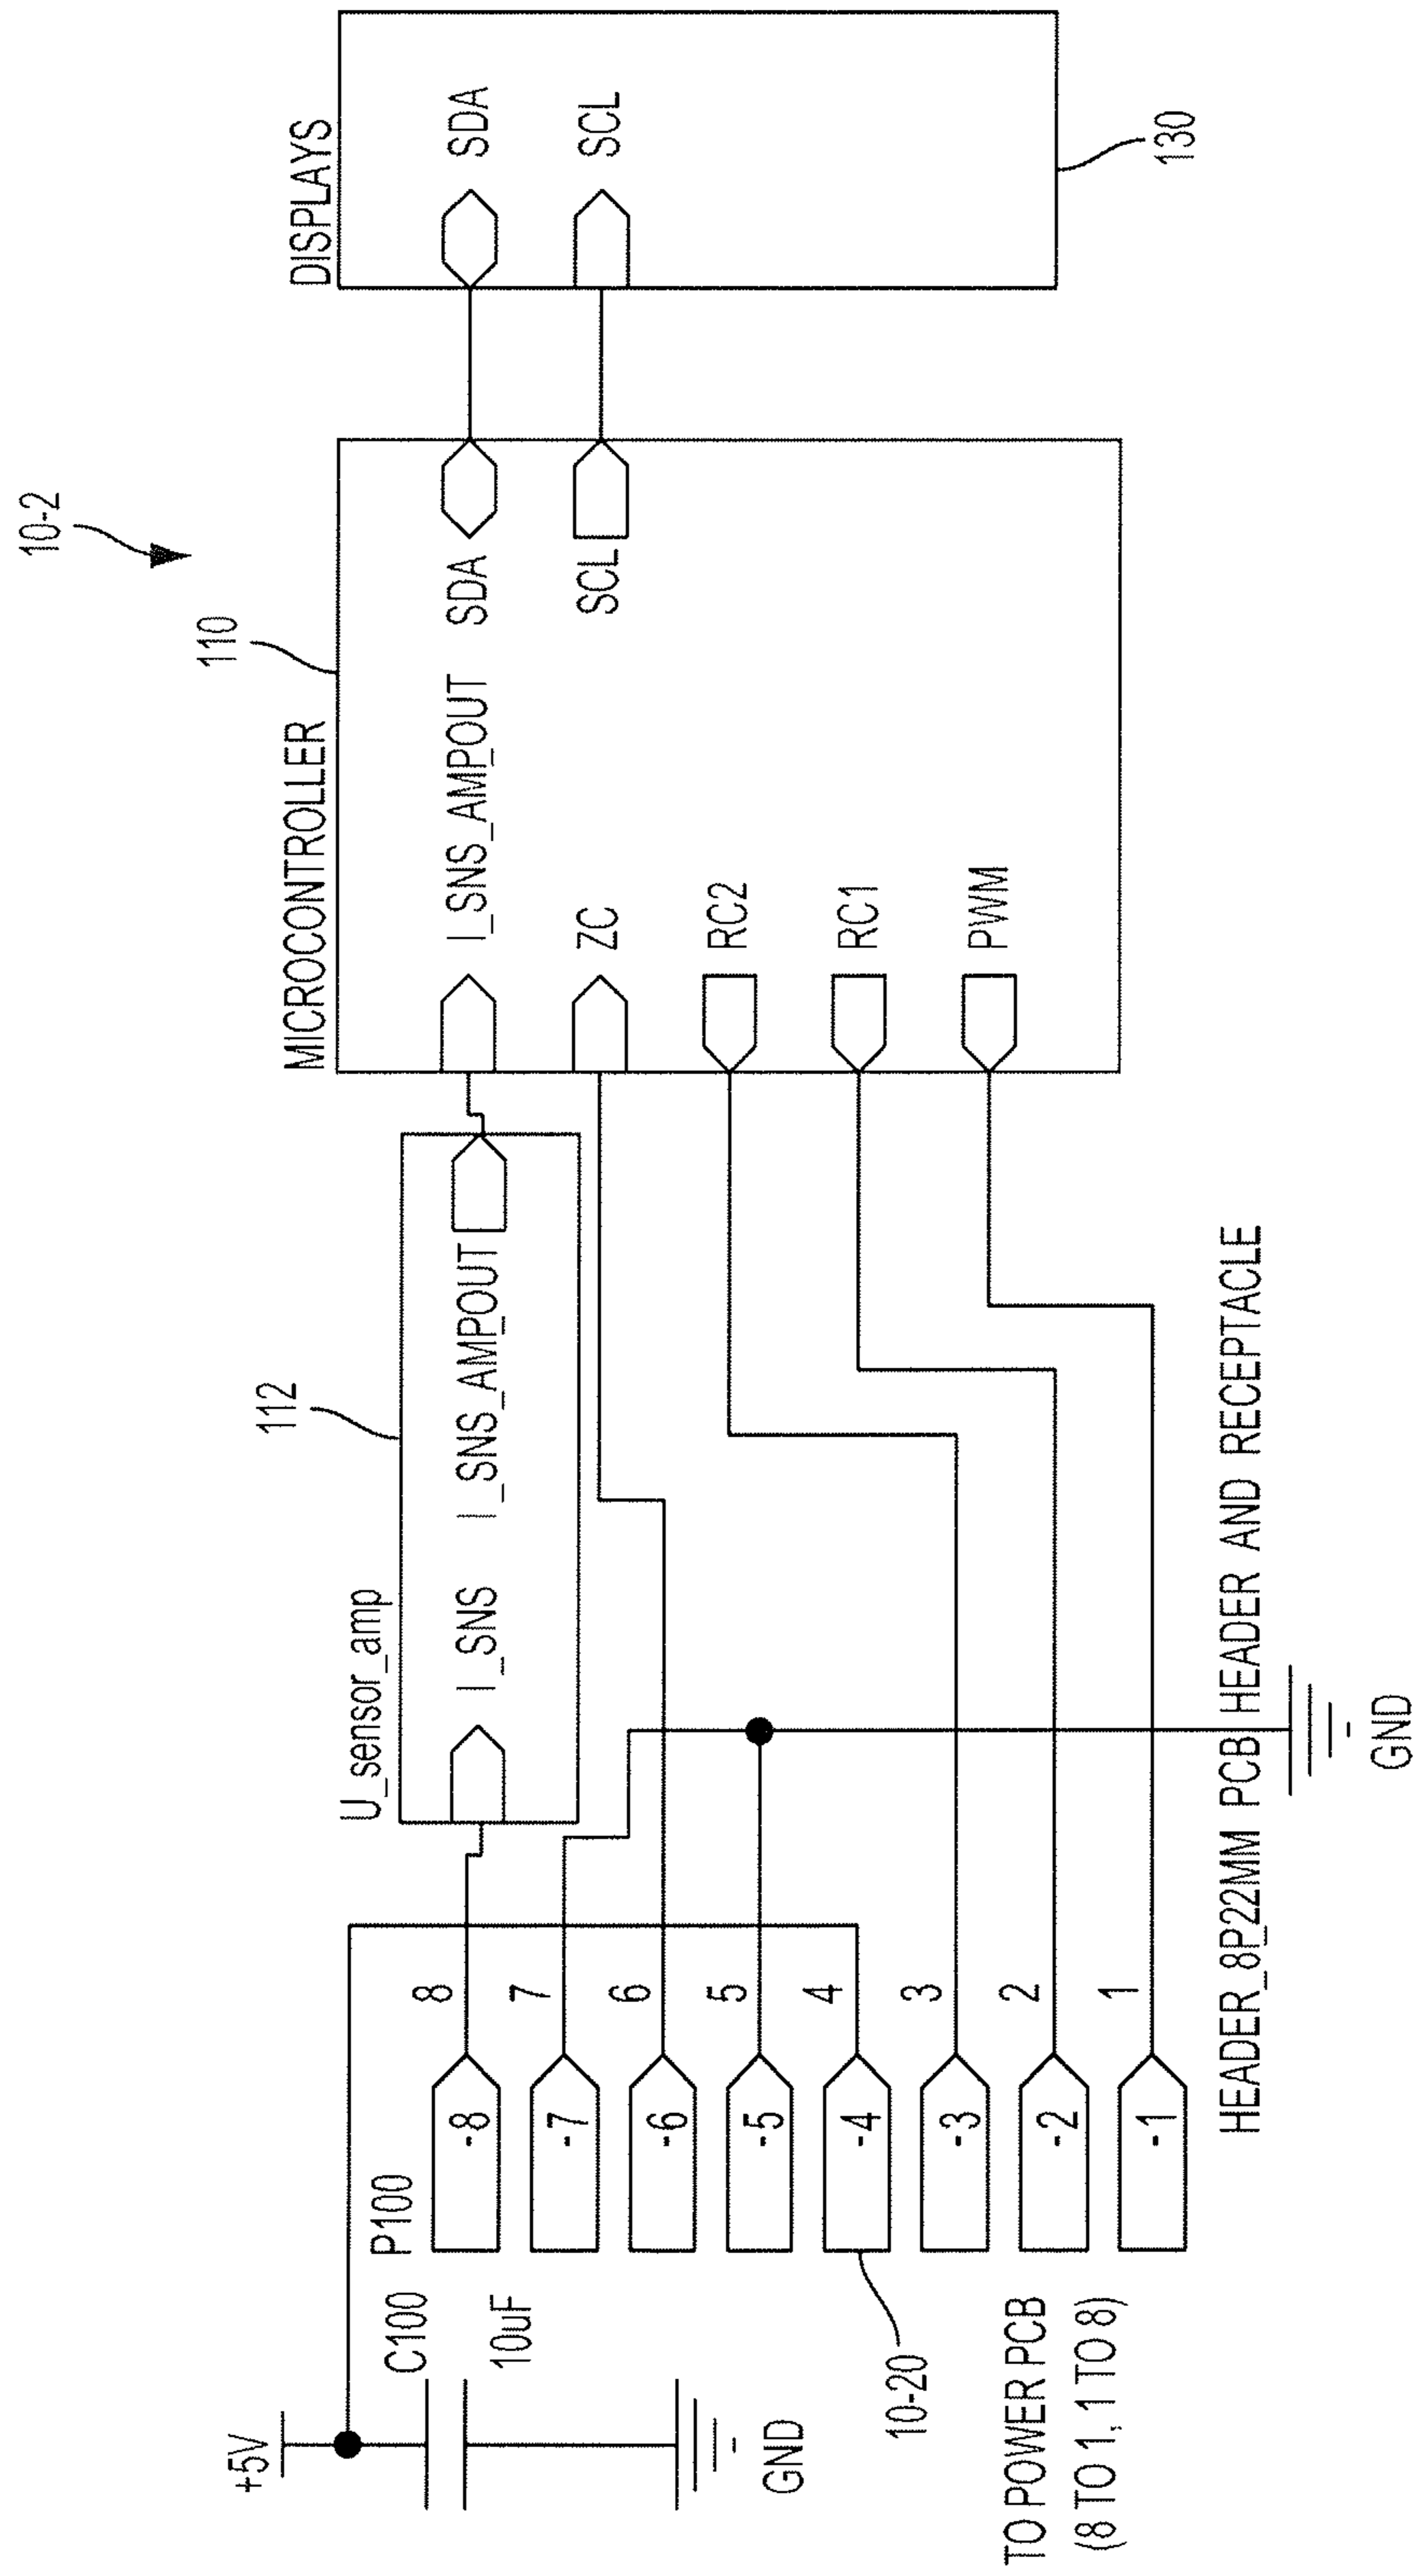 10-2
+5V
C100
10uF
GND
P100
-8
8
-7
7
-6
6
-5
5
-4
4
-3
3
-2
2
-1
1
10-20
TO POWER PCB
(8 TO 1, 1 TO 8)
HEADER_8P22MM PCB HEADER AND RECEPTACLE
GND
U_sensor_amp
112
I_SNS
I_SNS_AMPOUT
MICROCONTROLLER
110
I_SNS_AMPOUT
SDA
ZC
SCL
RC2
RC1
PWM
DISPLAYS
SDA
SCL
130